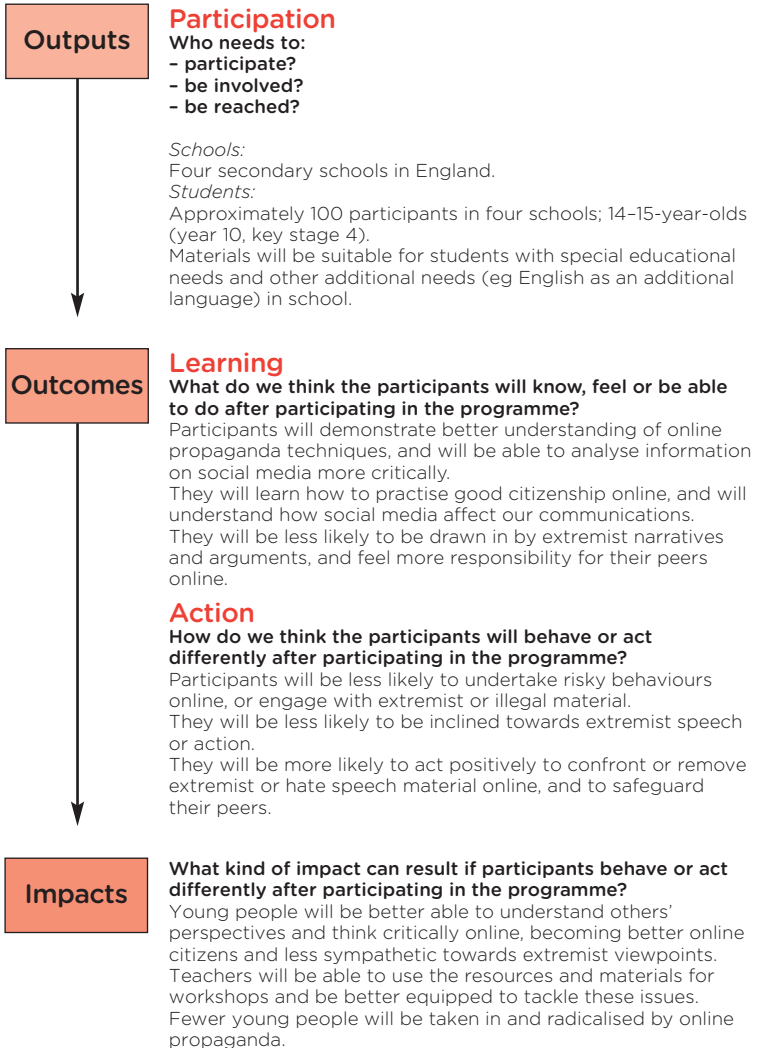 Outputs
Participation
Who needs to:
– participate?
– be involved?
– be reached?
Schools:
Four secondary schools in England.
Students:
Approximately 100 participants in four schools; 14–15-year-olds
(year 10, key stage 4).
Materials will be suitable for students with special educational
needs and other additional needs (eg English as an additional
language) in school.
Outcomes
Learning
What do we think the participants will know, feel or be able
to do after participating in the programme?
Participants will demonstrate better understanding of online
propaganda techniques, and will be able to analyse information
on social media more critically.
They will learn how to practise good citizenship online, and will
understand how social media affect our communications.
They will be less likely to be drawn in by extremist narratives
and arguments, and feel more responsibility for their peers
online.
Action
How do we think the participants will behave or act
differently after participating in the programme?
Participants will be less likely to undertake risky behaviours
online, or engage with extremist or illegal material.
They will be less likely to be inclined towards extremist speech
or action.
They will be more likely to act positively to confront or remove
extremist or hate speech material online, and to safeguard
their peers.
Impacts
What kind of impact can result if participants behave or act
differently after participating in the programme?
Young people will be better able to understand others’
perspectives and think critically online, becoming better online
citizens and less sympathetic towards extremist viewpoints.
Teachers will be able to use the resources and materials for
workshops and be better equipped to tackle these issues.
Fewer young people will be taken in and radicalised by online
propaganda.